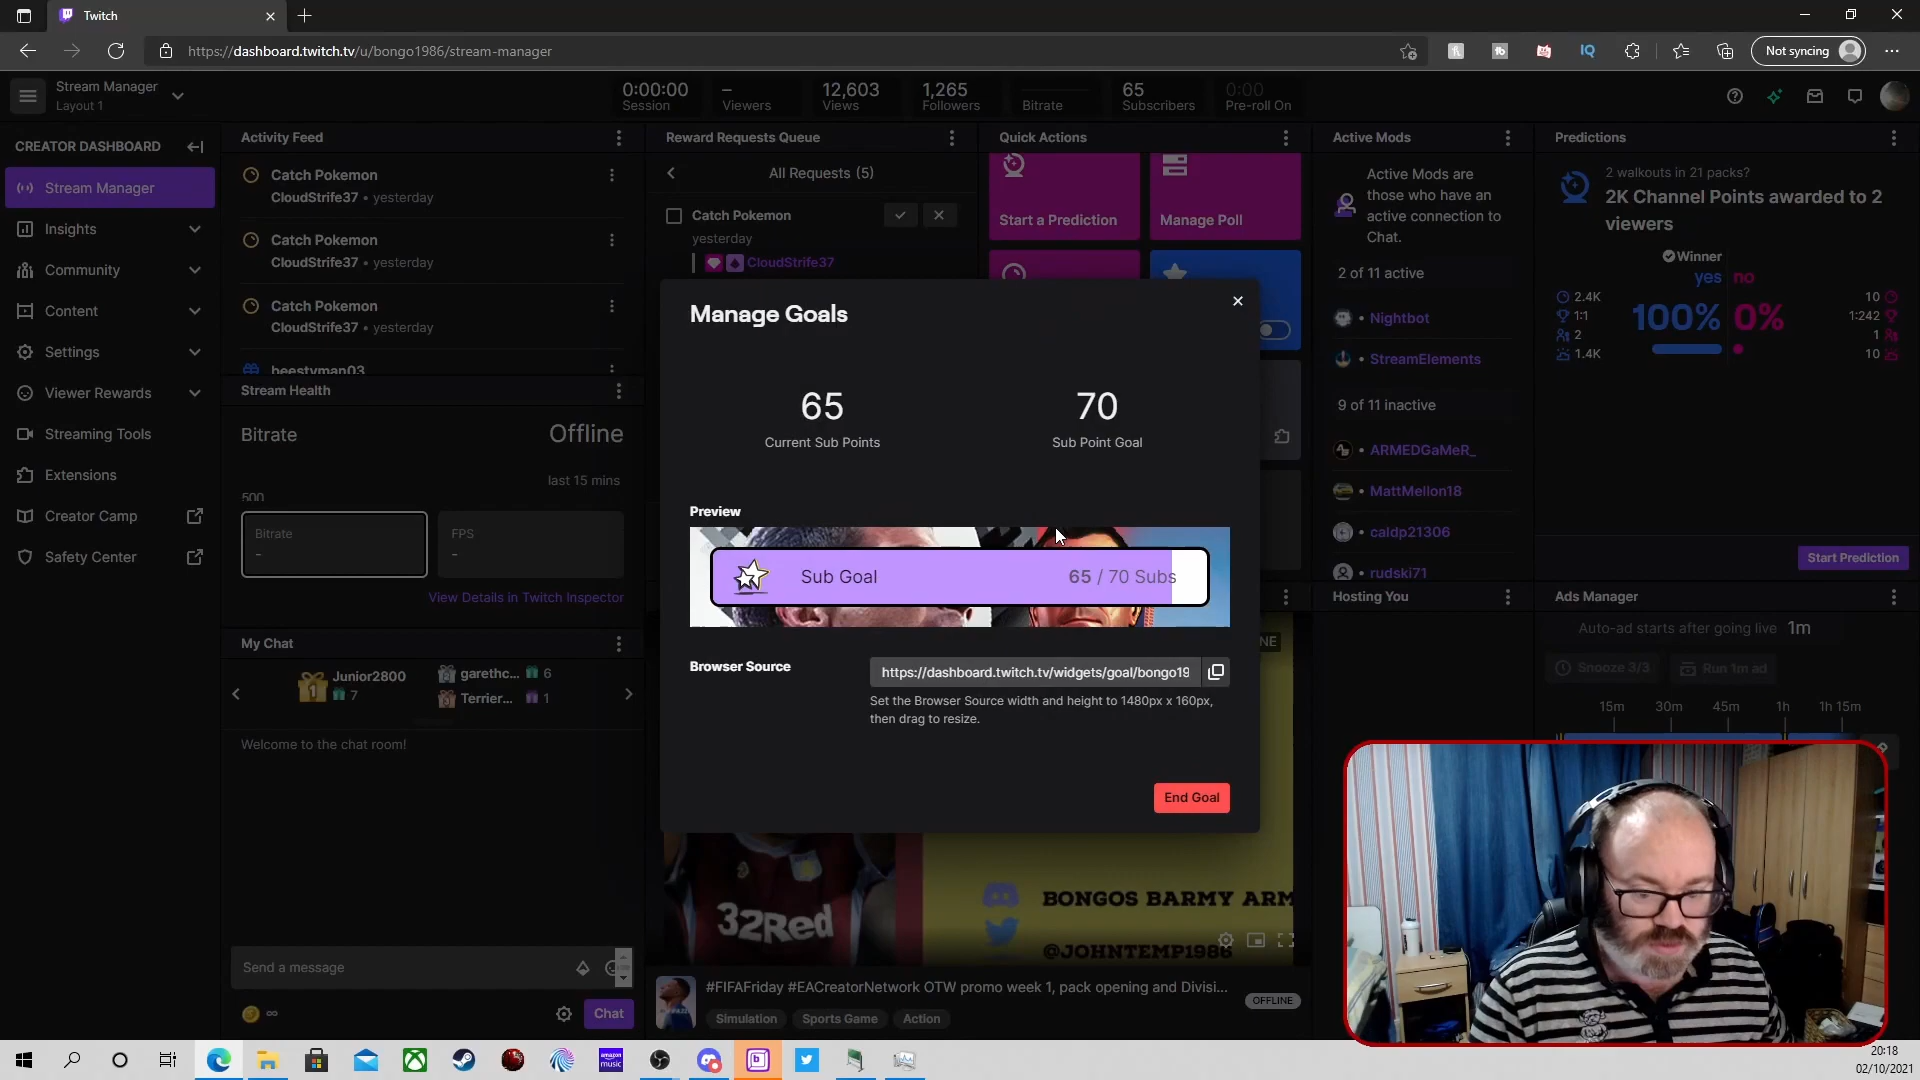 Twitch
https://dashboard.twitch.tv/u/bongo1986/stream-manager
IQ
Not syncing
Stream Manager
Layout 1
0:00:00
Session
–
Viewers
12,603
Views
1,265
Followers
Bitrate
65
Subscribers
0:00
Pre-roll On
CREATOR DASHBOARD
Stream Manager
Insights
Community
Content
Settings
Viewer Rewards
Streaming Tools
Extensions
Creator Camp
Safety Center
Activity Feed
Catch Pokemon
CloudStrife37 • yesterday
Catch Pokemon
CloudStrife37 • yesterday
Catch Pokemon
CloudStrife37 • yesterday
beestyman03
Stream Health
Bitrate
Offline
last 15 mins
500
Bitrate
-
FPS
-
View Details in Twitch Inspector
My Chat
1
Junior2800
7
garethc...
6
Terrier...
1
Welcome to the chat room!
Send a message
∞
Chat
Reward Requests Queue
All Requests (5)
Catch Pokemon
yesterday
CloudStrife37
Quick Actions
Start a Prediction
Manage Poll
Manage Goals
65
Current Sub Points
70
Sub Point Goal
Preview
Sub Goal
65 / 70 Subs
Browser Source
https://dashboard.twitch.tv/widgets/goal/bongo19
Set the Browser Source width and height to 1480px x 160px,
then drag to resize.
End Goal
NE
32Red
BONGOS BARMY ARM
@JOHNTEMP1986
#FIFAFriday #EACreatorNetwork OTW promo week 1, pack opening and Divisi...
OFFLINE
Simulation
Sports Game
Action
Active Mods
Active Mods are
those who have an
active connection to
Chat.
2 of 11 active
• Nightbot
• StreamElements
9 of 11 inactive
• ARMEDGaMeR_
• MattMellon18
• caldp21306
• rudski71
Hosting You
Predictions
2 walkouts in 21 packs?
2K Channel Points awarded to 2
viewers
Winner
yes
no
2.4K
1:1
2
1.4K
100%
0%
10
1:242
1
10
Start Prediction
Ads Manager
Auto-ad starts after going live 1m
Snooze 3/3
Run 1m ad
15m
30m
45m
1h
1h 15m
amazon
music
20:18
02/10/2021